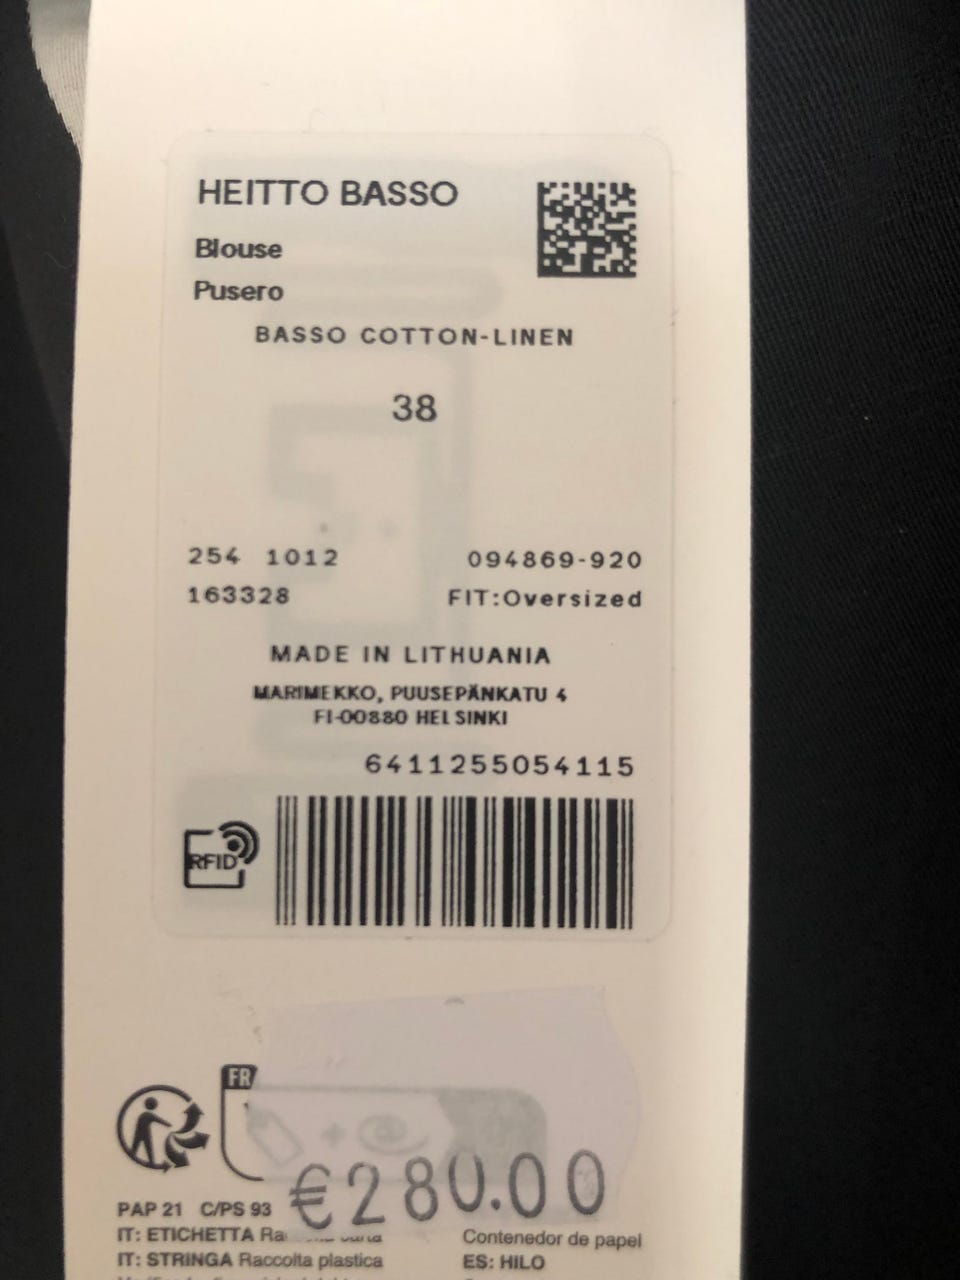 HEITTO BASSO
Blouse
Pusero
BASSO COTTON-LINEN
38
254 1012 094869-920
163328 FIT:Oversized
MADE IN LITHUANIA
MARIMEKKO, PUUSEPÄNKATU 4
FI-00880 HELSINKI
6411255054115
RFID
FR
€280.00
PAP 21 C/PS 93
IT: ETICHETTA
Contenedor de papel
IT: STRINGA Raccolta plastica
ES: HILO